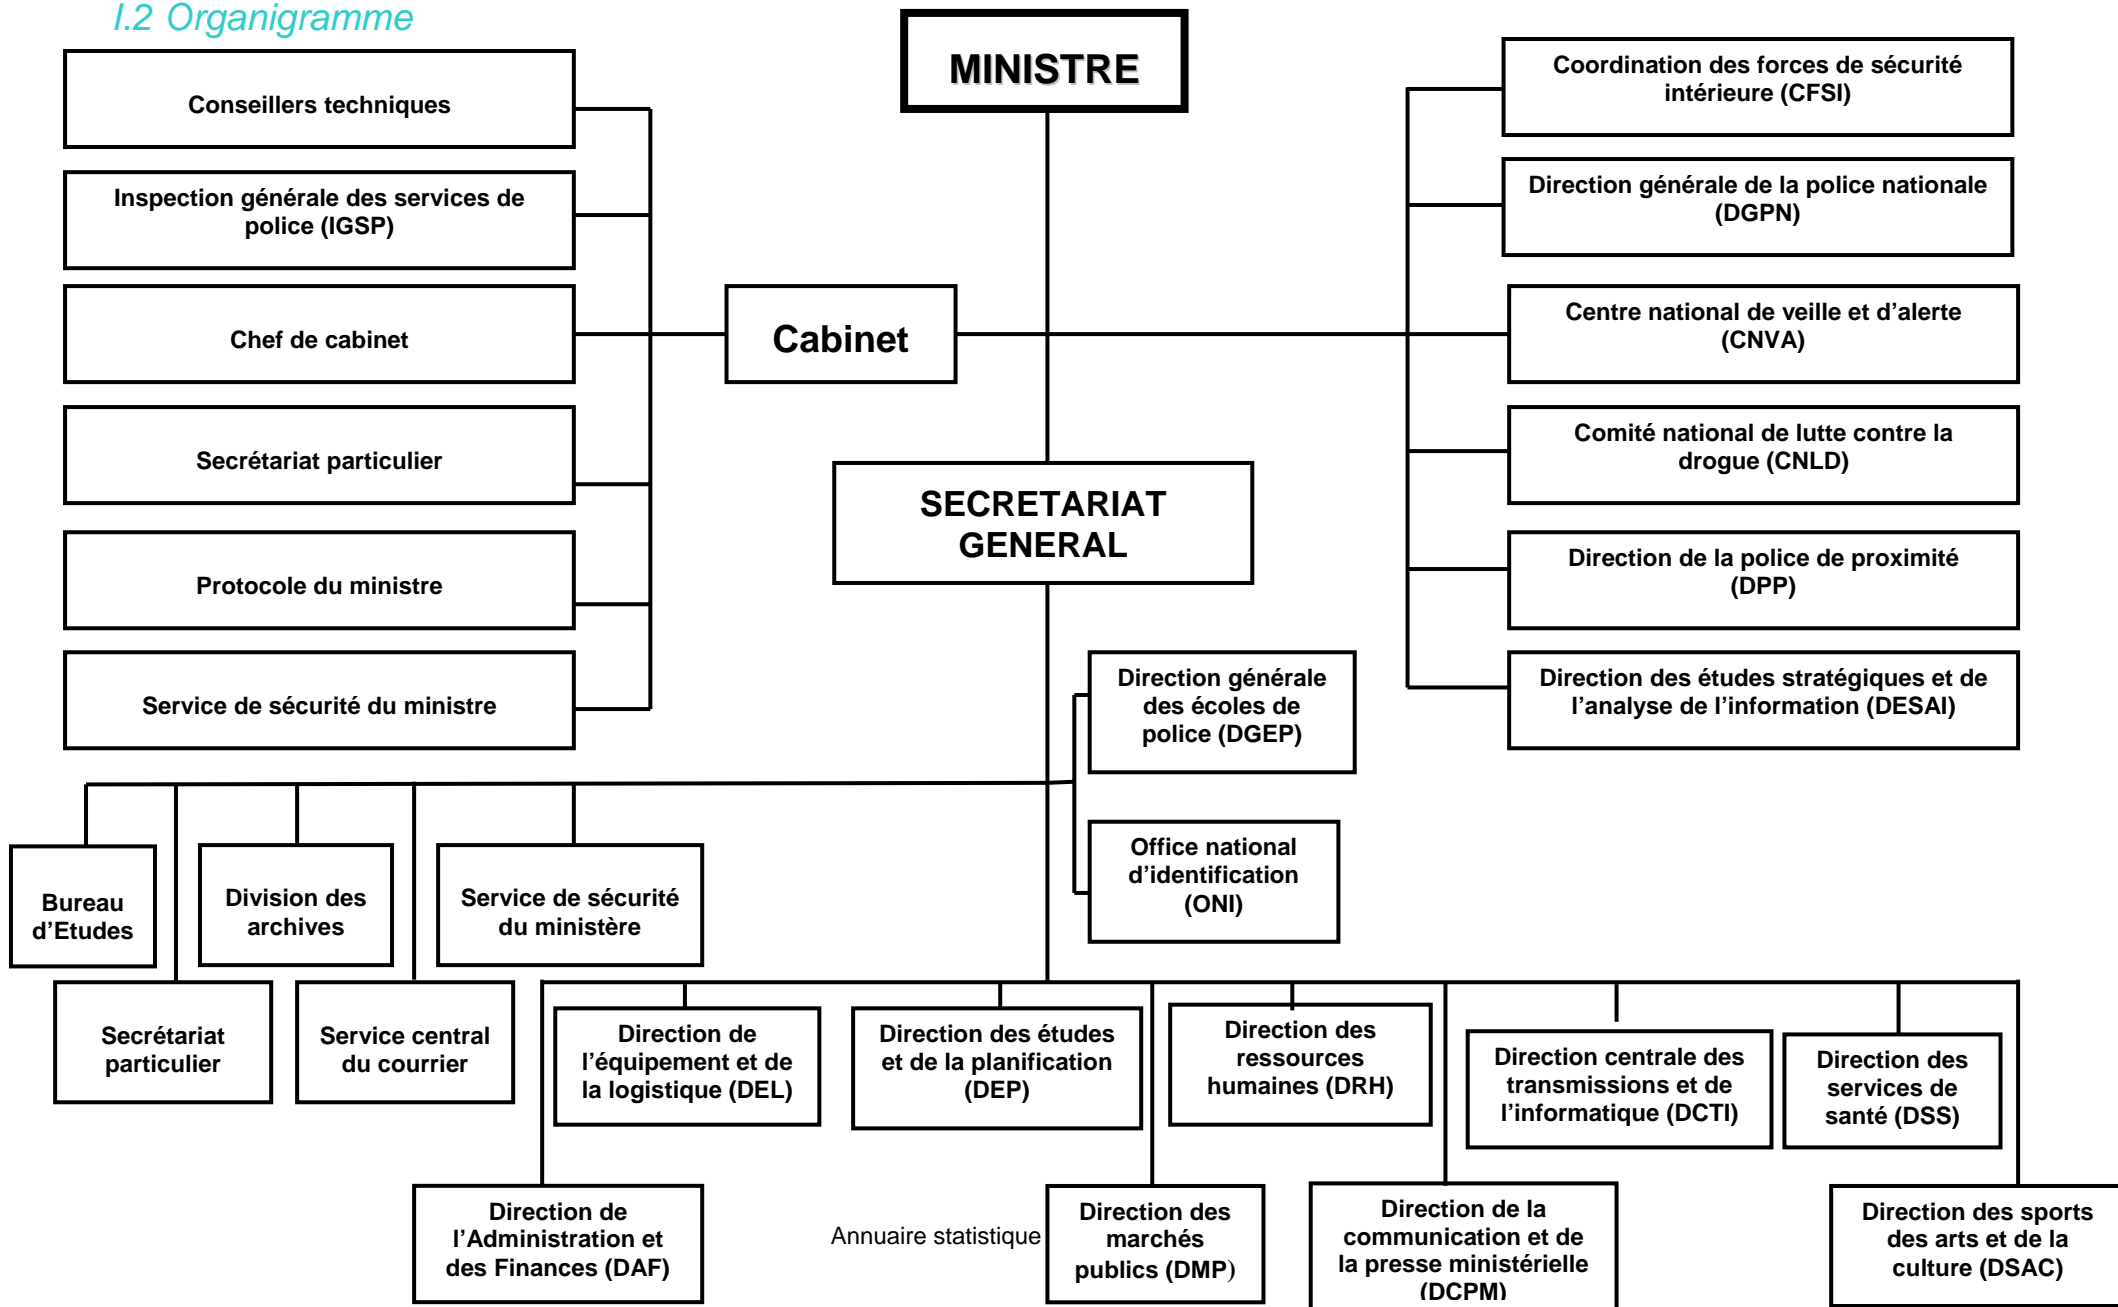 I.2 Organigramme
MINISTRE
Conseillers techniques
Inspection générale des services de
police (IGSP)
Chef de cabinet
Secrétariat particulier
Protocole du ministre
Service de sécurité du ministre
Cabinet
Coordination des forces de sécurité
intérieure (CFSI)
Direction générale de la police nationale
(DGPN)
Centre national de veille et d’alerte
(CNVA)
Comité national de lutte contre la
drogue (CNLD)
Direction de la police de proximité
(DPP)
Direction des études stratégiques et de
l’analyse de l’information (DESAI)
SECRETARIAT
GENERAL
Direction générale
des écoles de
police (DGEP)
Office national
d’identification
(ONI)
Bureau
d’Etudes
Division des
archives
Service de sécurité
du ministère
Secrétariat
particulier
Service central
du courrier
Direction de
l’équipement et de
la logistique (DEL)
Direction des études
et de la planification
(DEP)
Direction des
ressources
humaines (DRH)
Direction centrale des
transmissions et de
l’informatique (DCTI)
Direction des
services de
santé (DSS)
Direction de
l’Administration et
des Finances (DAF)
Annuaire statistique
Direction des
marchés
publics (DMP)
Direction de la
communication et de
la presse ministérielle
(DCPM)
Direction des sports
des arts et de la
culture (DSAC)